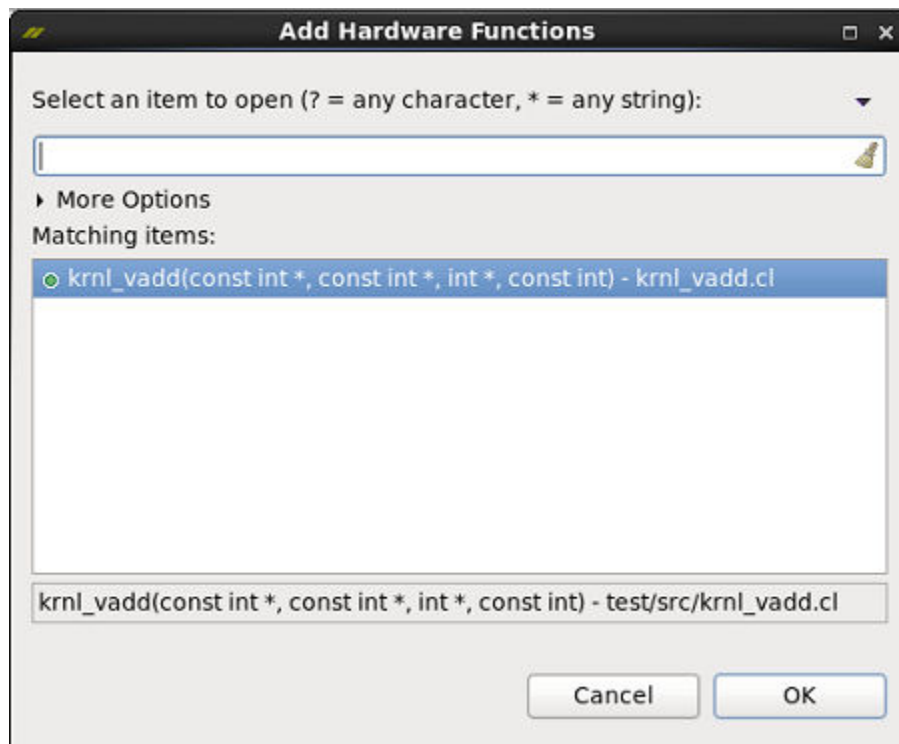 Add Hardware Functions
Select an item to open (? = any character, * = any string):
More Options
Matching items:
krnl_vadd(const int *, const int *, int *, const int) - krnl_vadd.cl
krnl_vadd(const int *, const int *, int *, const int) - test/src/krnl_vadd.cl
Cancel OK